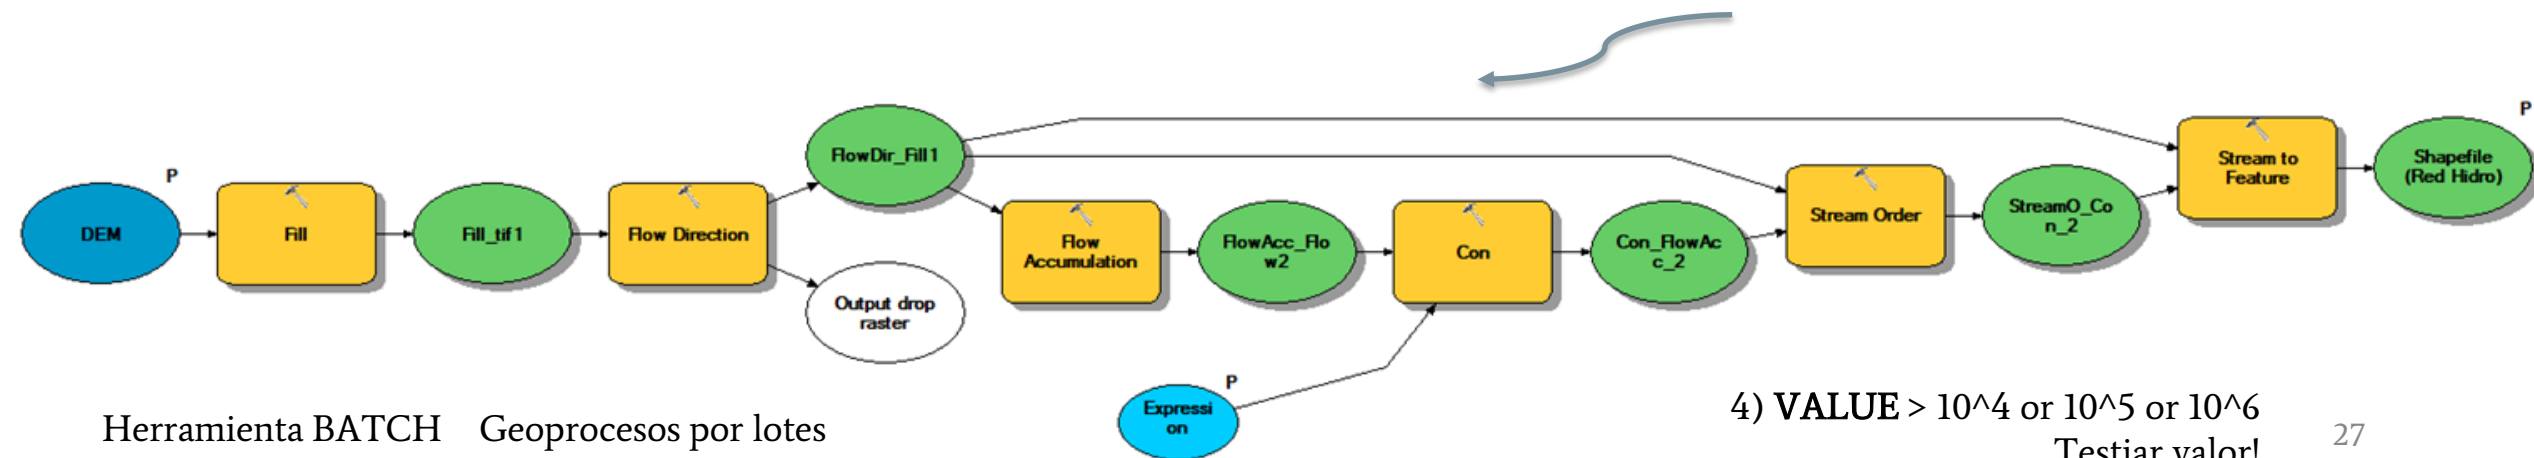 P
DEM
Fill
Fill_tif1
Flow Direction
FlowDir_Fill1
Output drop
raster
Flow
Accumulation
FlowAcc_Flo
w2
Con
P
Expressi
on
Con_FlowAc
c_2
Stream Order
StreamO_Co
n_2
Stream to
Feature
P
Shapefile
(Red Hidro)
Herramienta BATCH Geoprocesos por lotes
4) VALUE > 10^4 or 10^5 or 10^6
Testiar valor!
27